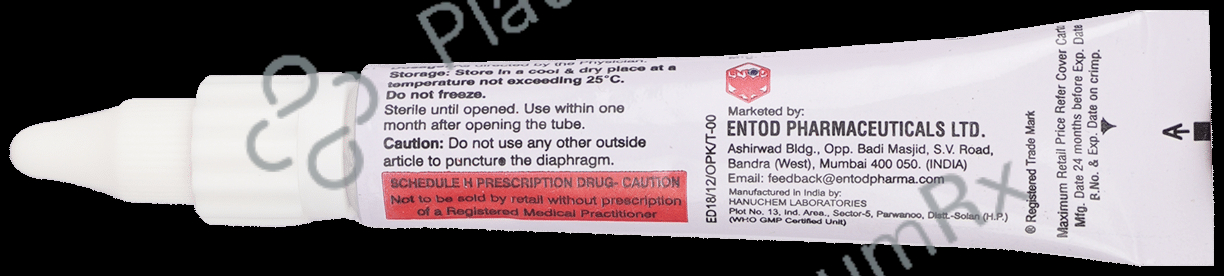 Dosage: As directed by the Physician.
Storage: Store in a cool & dry place at a
temperature not exceeding 25°C.
Do not freeze.
Sterile until opened. Use within one
month after opening the tube.
Caution: Do not use any other outside
article to puncture the diaphragm.
SCHEDULE H PRESCRIPTION DRUG- CAUTION
Not to be sold by retail without prescription
of a Registered Medical Practitioner
ED18/12/OPK/T-00
Marketed by:
ENTOD PHARMACEUTICALS LTD.
Ashirwad Bldg., Opp. Badi Masjid, S.V. Road,
Bandra (West), Mumbai 400 050. (INDIA)
Email: feedback@entodpharma.com
Manufactured in India by:
HANUCHEM LABORATORIES
Plot No. 13, Ind. Area., Sector-5, Parwanoo, Distt.-Solan (H.P.)
(WHO GMP Certified Unit)
® Registered Trade Mark
Maximum Retail Price Refer Cover Cart
Mfg. Date 24 months before Exp. Date
R.No. & Exp. Date on crimp.
A